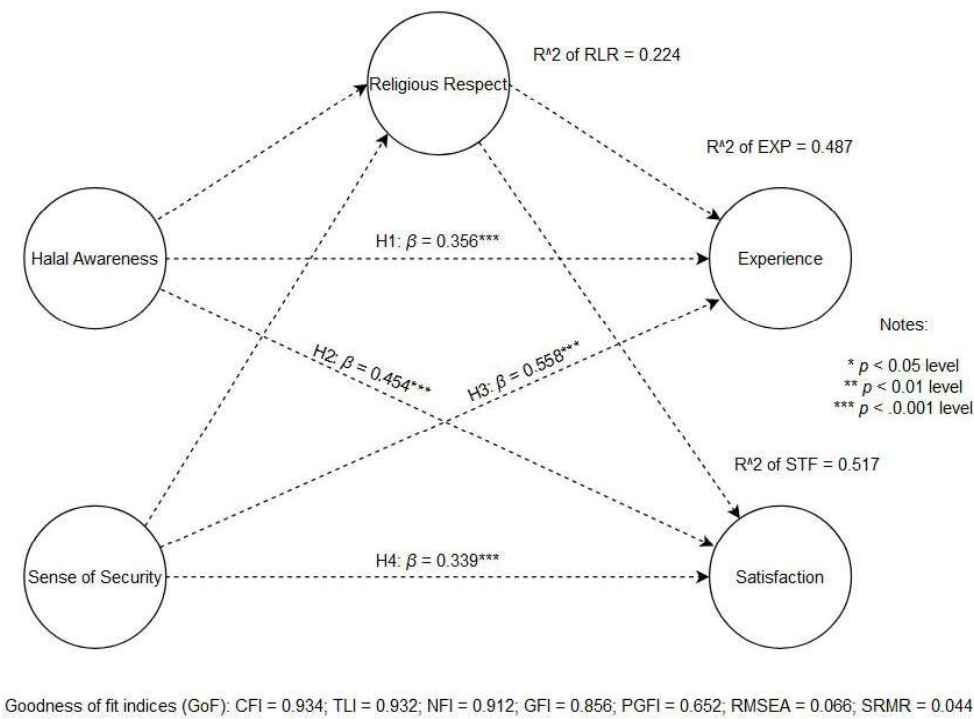 R^2 of RLR = 0.224
Religious Respect
R^2 of EXP = 0.487
H1: β = 0.356***
Halal Awareness
Experience
Notes:
* p < 0.05 level
** p < 0.01 level
*** p < .0.001 level
H2: β = 0.454***
H3: β = 0.558***
R^2 of STF = 0.517
H4: β = 0.339***
Sense of Security
Satisfaction
Goodness of fit indices (GoF): CFI = 0.934; TLI = 0.932; NFI = 0.912; GFI = 0.856; PGFI = 0.652; RMSEA = 0.066; SRMR = 0.044